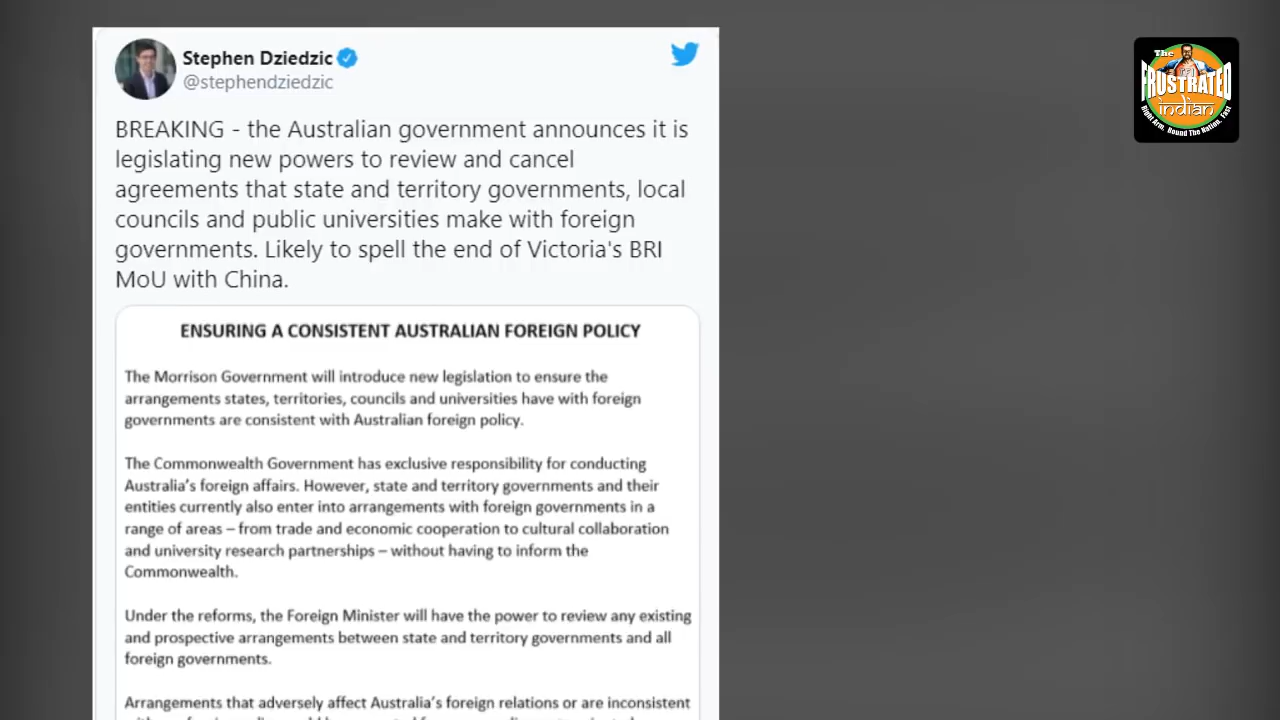 Stephen Dziedzic
@stephendziedzic
BREAKING - the Australian government announces it is
legislating new powers to review and cancel
agreements that state and territory governments, local
councils and public universities make with foreign
governments. Likely to spell the end of Victoria's BRI
MoU with China.
ENSURING A CONSISTENT AUSTRALIAN FOREIGN POLICY
The Morrison Government will introduce new legislation to ensure the
arrangements states, territories, councils and universities have with foreign
governments are consistent with Australian foreign policy.
The Commonwealth Government has exclusive responsibility for conducting
Australia's foreign affairs. However, state and territory governments and their
entities currently also enter into arrangements with foreign governments in a
range of areas – from trade and economic cooperation to cultural collaboration
and university research partnerships – without having to inform the
Commonwealth.
Under the reforms, the Foreign Minister will have the power to review any existing
and prospective arrangements between state and territory governments and all
foreign governments.
Arrangements that adversely affect Australia's foreign relations or are inconsistent
The
FRUSTRATED
indian
Right Arm, Round The Nation, Fast